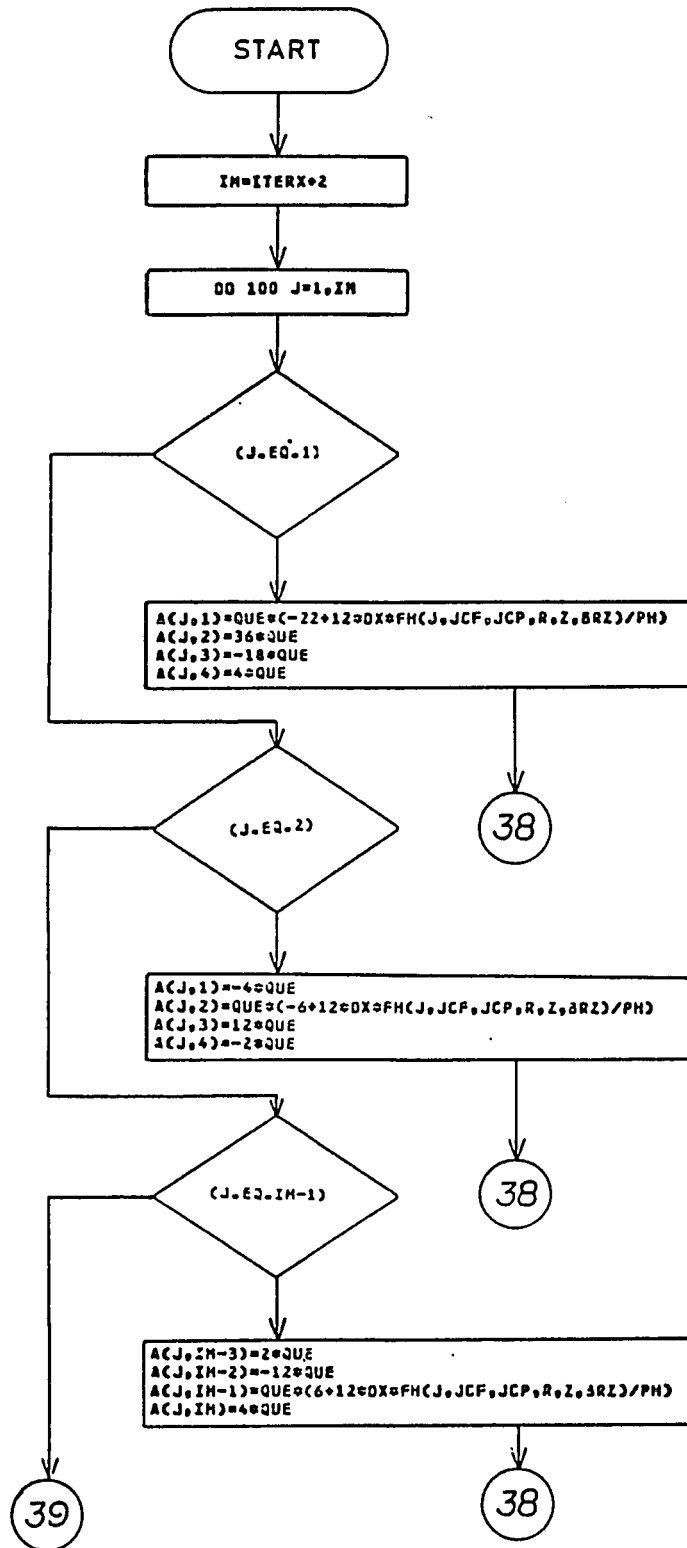 START
IM=ITERX+2
DO 100 J=1,IM
(J.EQ.1)
A(J,1)=QUE*(-22+12*DX*FH(J,JCF,JCP,R,Z,BRZ)/PH)
A(J,2)=36*QUE
A(J,3)=-18*QUE
A(J,4)=4*QUE
38
(J.EQ.2)
A(J,1)=-4*QUE
A(J,2)=QUE*(-6+12*DX*FH(J,JCF,JCP,R,Z,BRZ)/PH)
A(J,3)=12*QUE
A(J,4)=-2*QUE
38
(J.EQ.IM-1)
A(J,IM-3)=2*QUE
A(J,IM-2)=-12*QUE
A(J,IM-1)=QUE*(6+12*DX*FH(J,JCF,JCP,R,Z,BRZ)/PH)
A(J,IM)=4*QUE
39
38